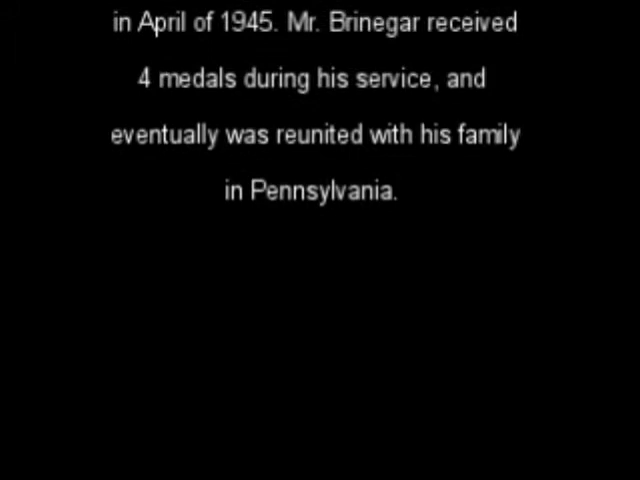 in April of 1945. Mr. Brinegar received
4 medals during his service, and
eventually was reunited with his family
in Pennsylvania.